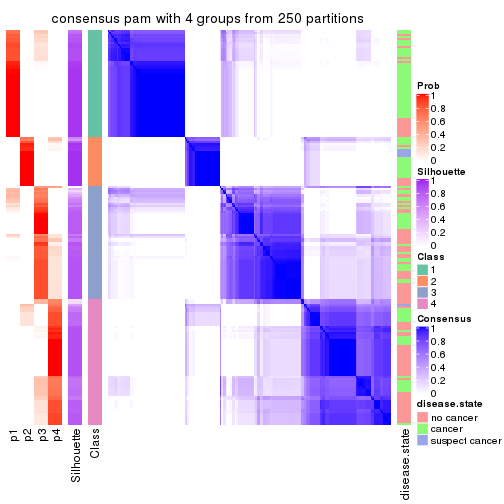 consensus pam with 4 groups from 250 partitions
Prob
1
0.8
0.6
0.4
0.2
0
Silhouette
1
0.8
0.6
0.4
0.2
0
Class
1
2
3
4
Consensus
1
0.8
0.6
0.4
0.2
0
disease.state
no cancer
cancer
suspect cancer
p1
p2
p3
p4
Silhouette
Class
disease.state